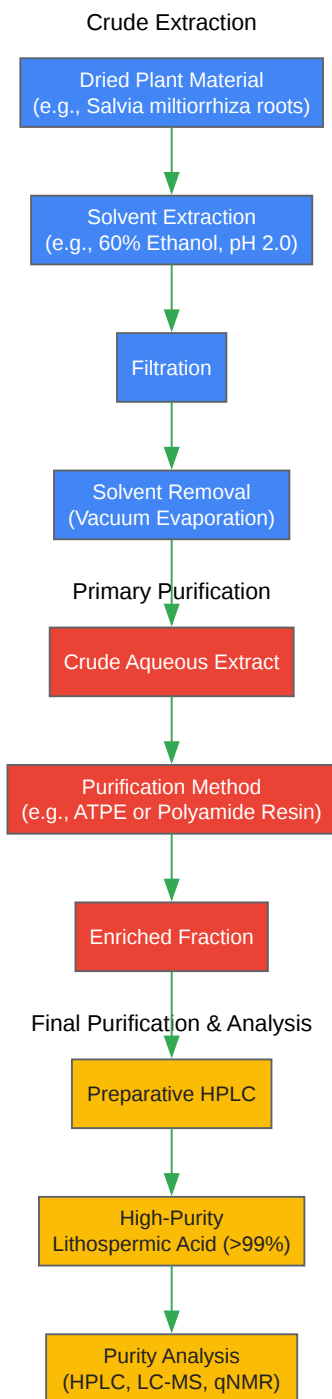 Crude Extraction
Dried Plant Material
(e.g., Salvia miltiorrhiza roots)
Solvent Extraction
(e.g., 60% Ethanol, pH 2.0)
Filtration
Solvent Removal
(Vacuum Evaporation)
Primary Purification
Crude Aqueous Extract
Purification Method
(e.g., ATPE or Polyamide Resin)
Enriched Fraction
Final Purification & Analysis
Preparative HPLC
High-Purity
Lithospermic Acid (>99%)
Purity Analysis
(HPLC, LC-MS, qNMR)